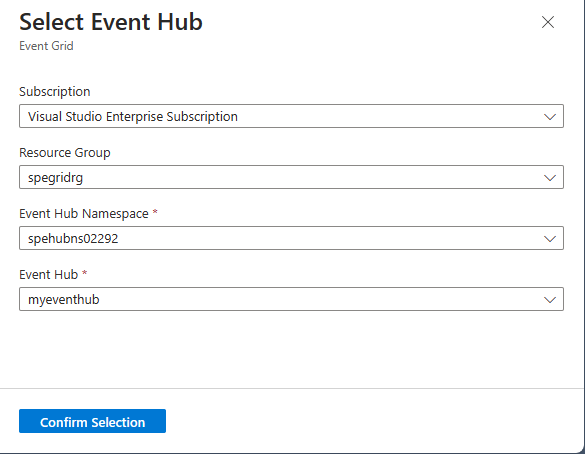 Select Event Hub
Event Grid
Subscription
Visual Studio Enterprise Subscription
Resource Group
spegridrg
Event Hub Namespace *
spehubns02292
Event Hub *
myeventhub
Confirm Selection